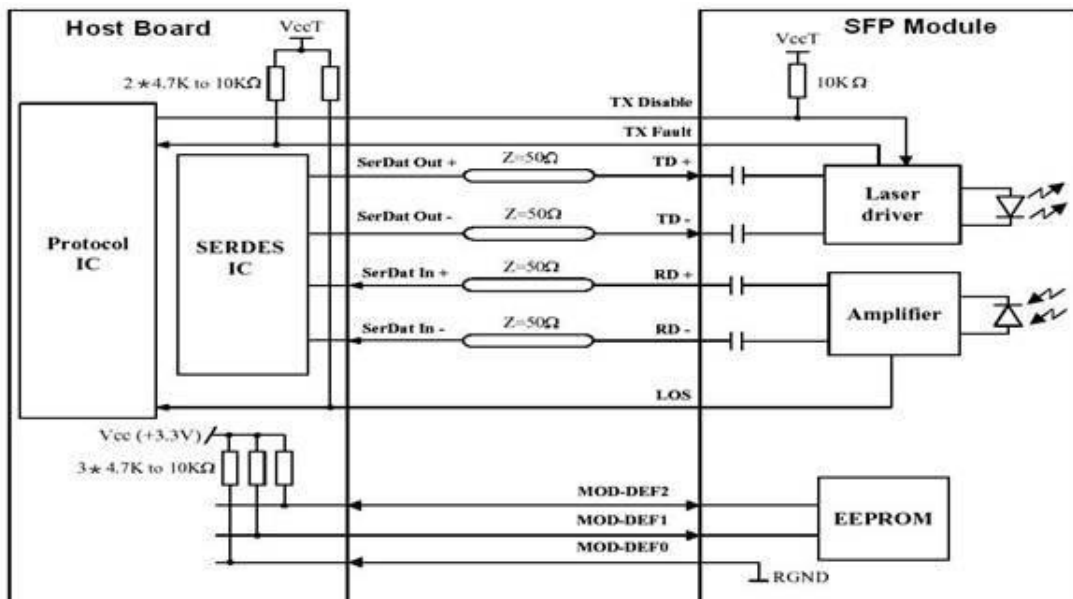 Host Board
SFP Module
VccT
VccT
2*4.7K to 10KΩ
10KΩ
TX Disable
TX Fault
SerDat Out +
Z=50Ω
TD +
SerDat Out -
Z=50Ω
TD -
Laser
driver
Protocol
IC
SERDES
IC
SerDat In +
Z=50Ω
RD +
SerDat In -
Z=50Ω
RD -
Amplifier
LOS
Vcc (+3.3V)
3*4.7K to 10KΩ
MOD-DEF2
MOD-DEF1
MOD-DEF0
EEPROM
RGND